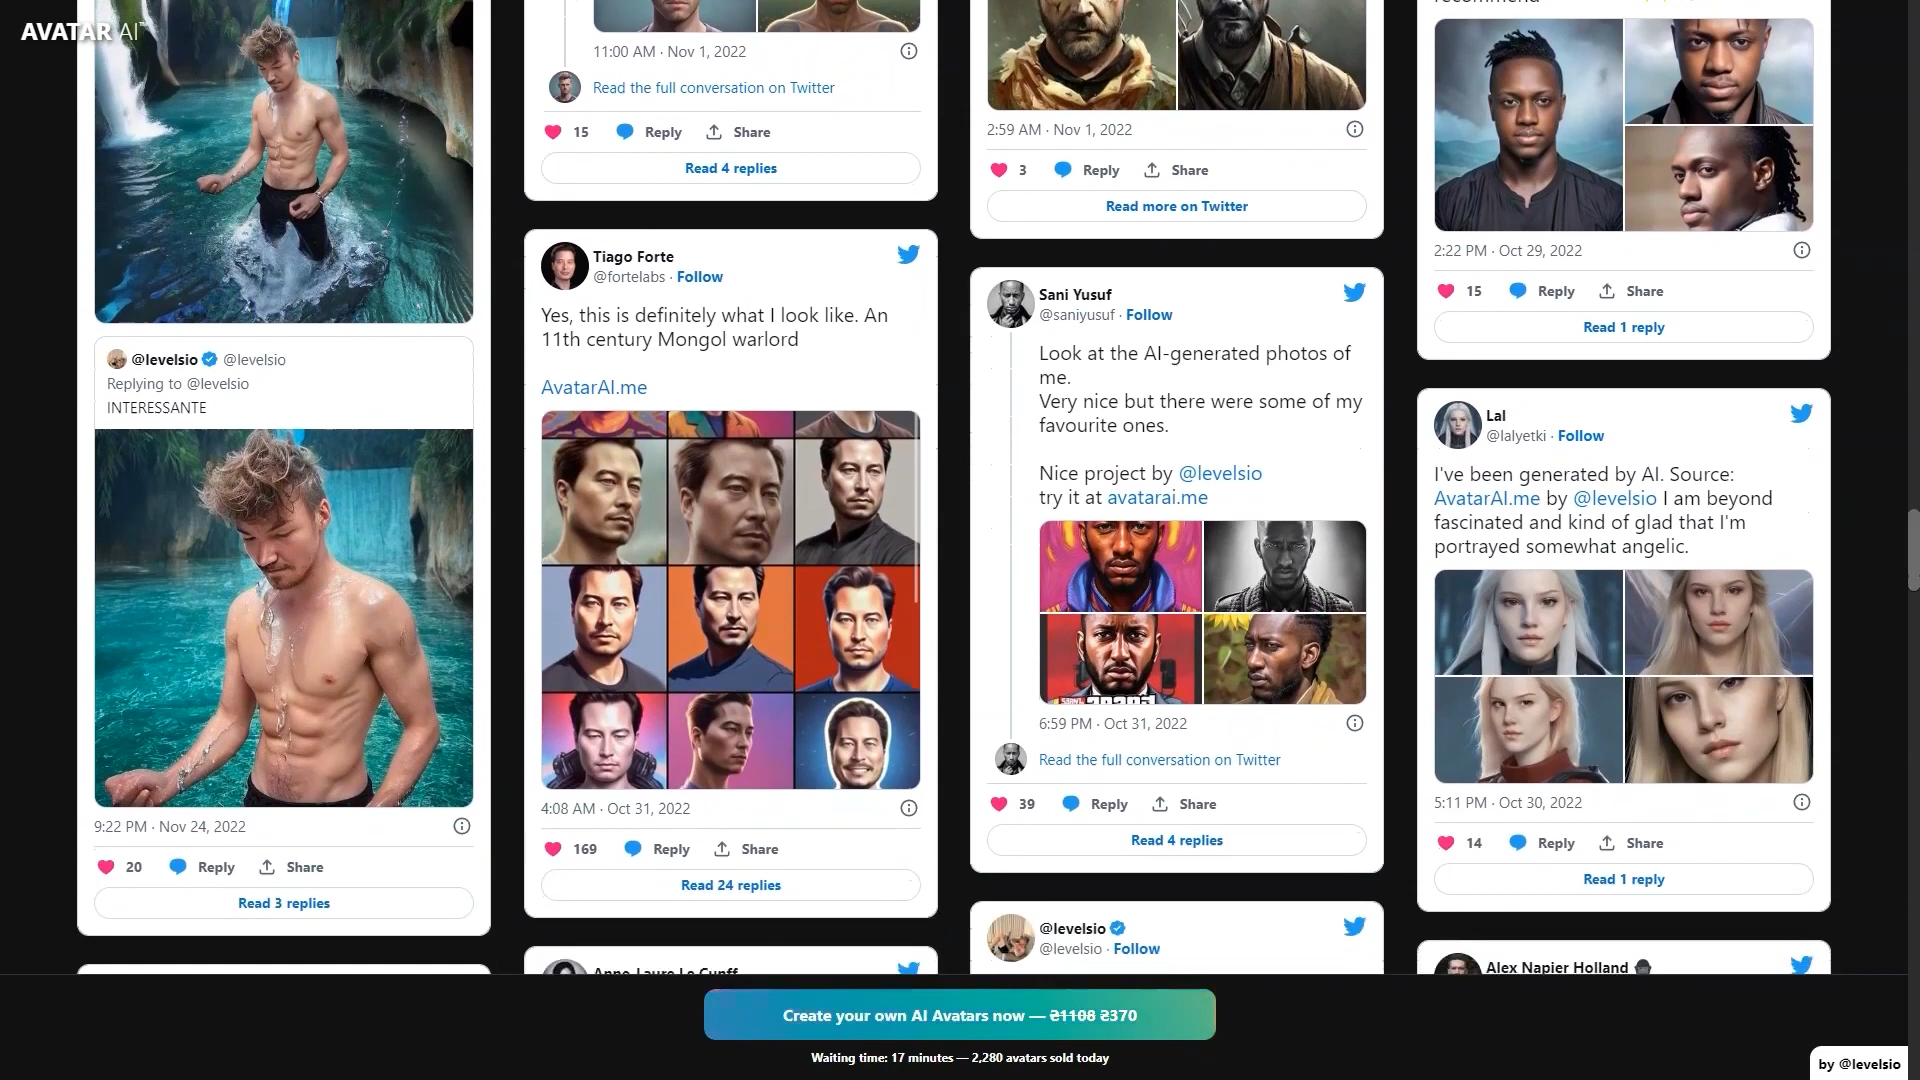 AVATAR AI
@levelsio @levelsio
Replying to @levelsio
INTERESSANTE
9:22 PM · Nov 24, 2022
20 Reply Share
Read 3 replies
11:00 AM · Nov 1, 2022
Read the full conversation on Twitter
15 Reply Share
Read 4 replies
Tiago Forte
@fortelabs · Follow
Yes, this is definitely what I look like. An
11th century Mongol warlord
AvatarAI.me
4:08 AM · Oct 31, 2022
169 Reply Share
Read 24 replies
Anne-Laure Le Cunff
2:59 AM · Nov 1, 2022
3 Reply Share
Read more on Twitter
Sani Yusuf
@saniyusuf · Follow
Look at the AI-generated photos of
me.
Very nice but there were some of my
favourite ones.
Nice project by @levelsio
try it at avatarai.me
6:59 PM · Oct 31, 2022
Read the full conversation on Twitter
39 Reply Share
Read 4 replies
@levelsio
@levelsio · Follow
recommend
2:22 PM · Oct 29, 2022
15 Reply Share
Read 1 reply
Lal
@lalyetki · Follow
I've been generated by AI. Source:
AvatarAI.me by @levelsio I am beyond
fascinated and kind of glad that I'm
portrayed somewhat angelic.
5:11 PM · Oct 30, 2022
14 Reply Share
Read 1 reply
Alex Napier Holland
Create your own AI Avatars now — ₴1108 ₴370
Waiting time: 17 minutes — 2,280 avatars sold today
by @levelsio